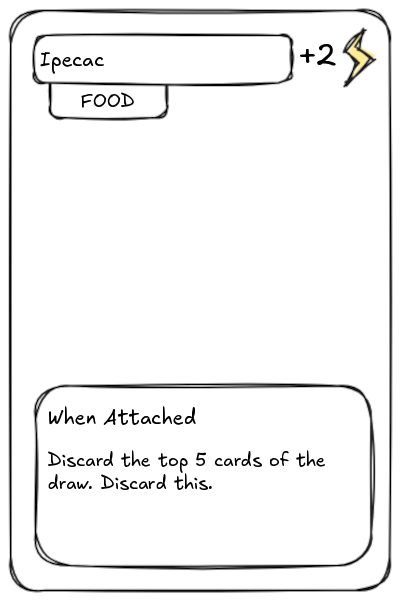 Ipecac
+2
FOOD
When Attached
Discard the top 5 cards of the
draw. Discard this.